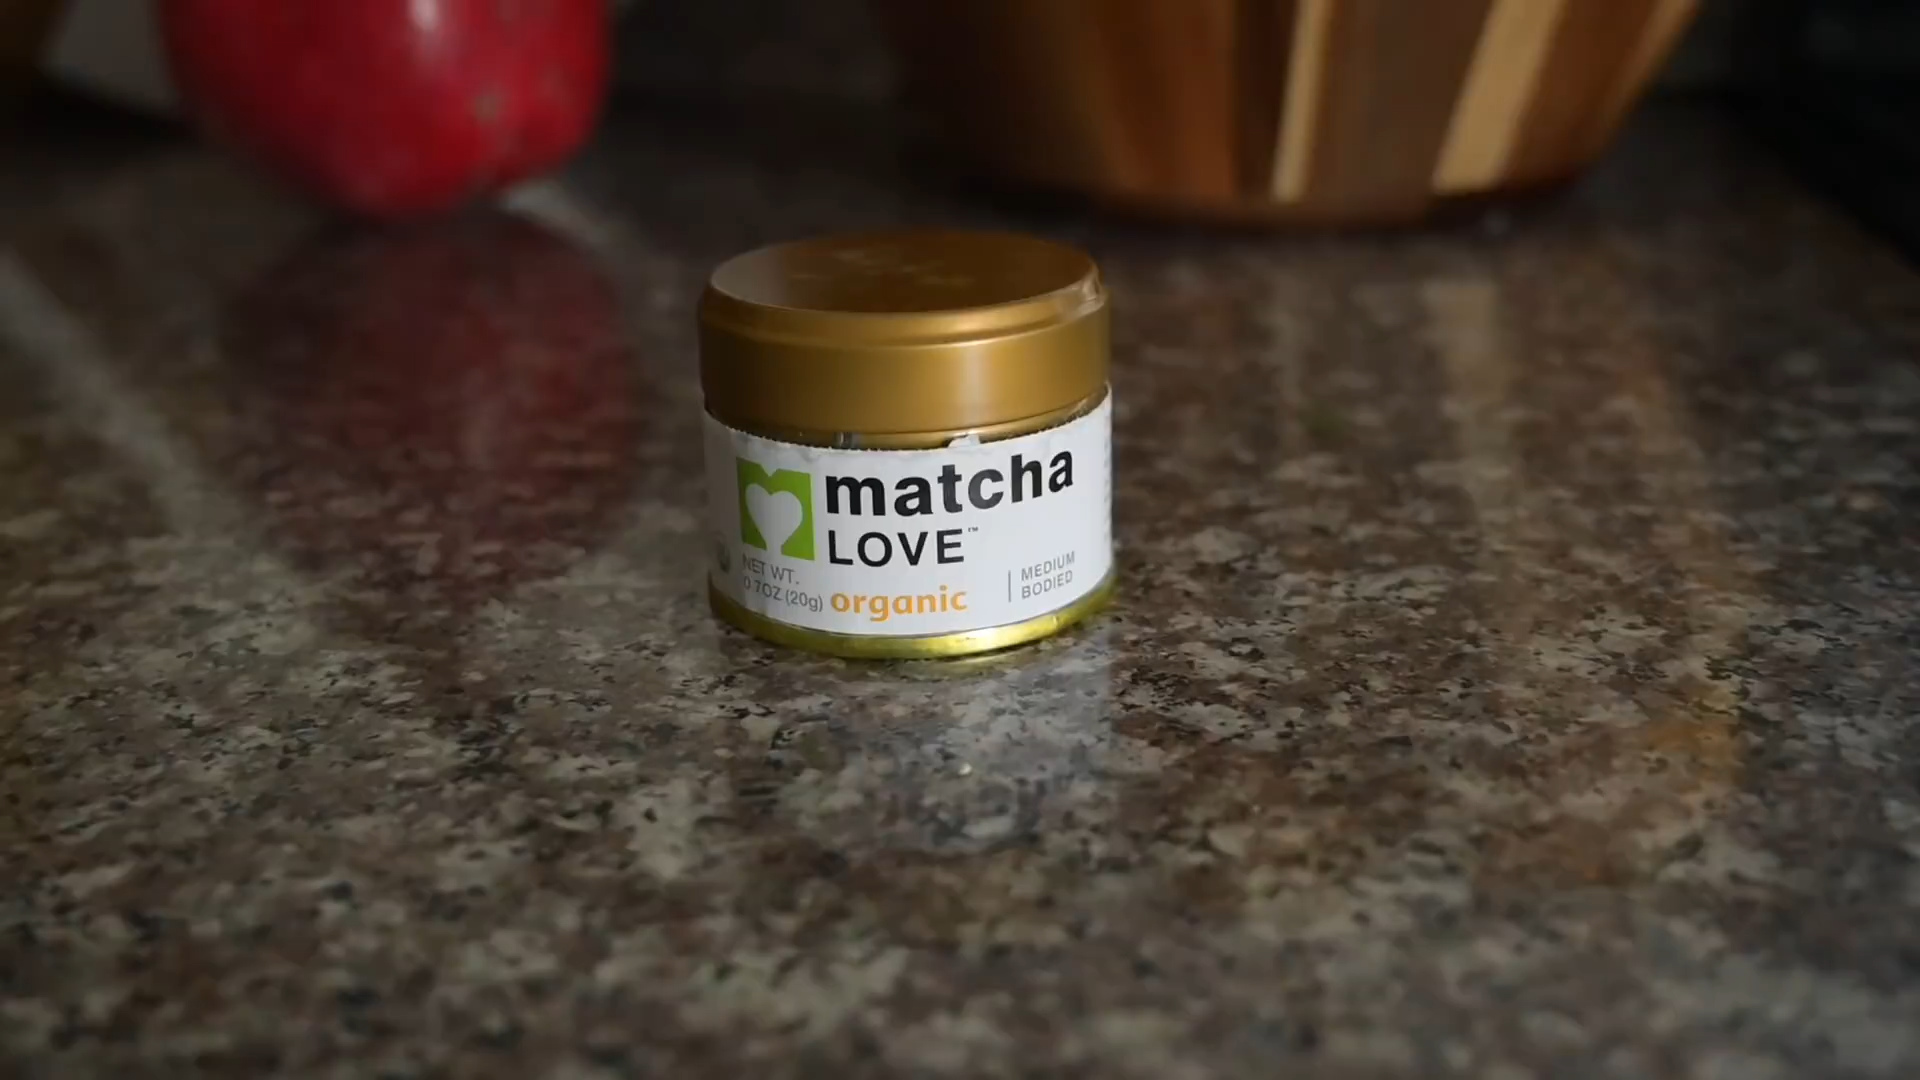 matcha
LOVE™
NET WT.
0.7OZ (20g)
organic
MEDIUM
BODIED